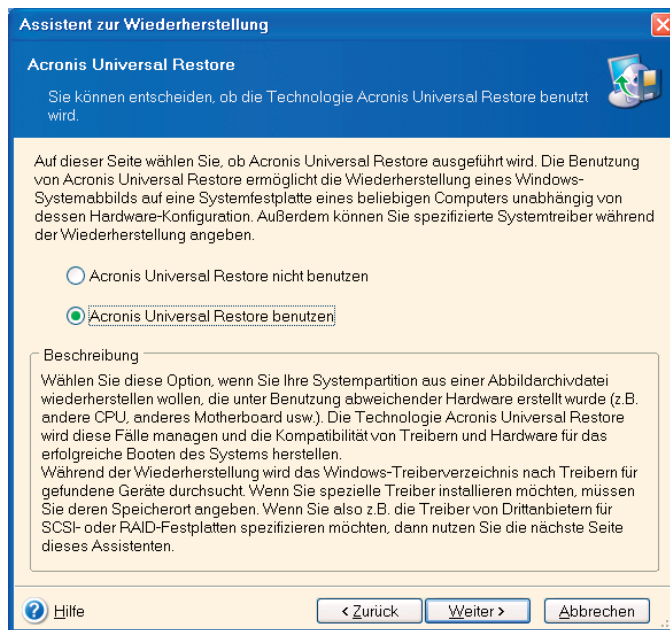 Assistent zur Wiederherstellung
Acronis Universal Restore
Sie können entscheiden, ob die Technologie Acronis Universal Restore benutzt
wird.
Auf dieser Seite wählen Sie, ob Acronis Universal Restore ausgeführt wird. Die Benutzung
von Acronis Universal Restore ermöglicht die Wiederherstellung eines Windows-
Systemabbilds auf eine Systemfestplatte eines beliebigen Computers unabhängig von
dessen Hardware-Konfiguration. Außerdem können Sie spezifizierte Systemtreiber während
der Wiederherstellung angeben.
Acronis Universal Restore nicht benutzen
Acronis Universal Restore benutzen
Beschreibung
Wählen Sie diese Option, wenn Sie Ihre Systempartition aus einer Abbildarchivdatei
wiederherstellen wollen, die unter Benutzung abweichender Hardware erstellt wurde (z.B.
andere CPU, anderes Motherboard usw.). Die Technologie Acronis Universal Restore
wird diese Fälle managen und die Kompatibilität von Treibern und Hardware für das
erfolgreiche Booten des Systems herstellen.
Während der Wiederherstellung wird das Windows-Treiberverzeichnis nach Treibern für
gefundene Geräte durchsucht. Wenn Sie spezielle Treiber installieren möchten, müssen
Sie deren Speicherort angeben. Wenn Sie also z.B. die Treiber von Drittanbietern für
SCSI- oder RAID-Festplatten spezifizieren möchten, dann nutzen Sie die nächste Seite
dieses Assistenten.
Hilfe
< Zurück
Weiter >
Abbrechen